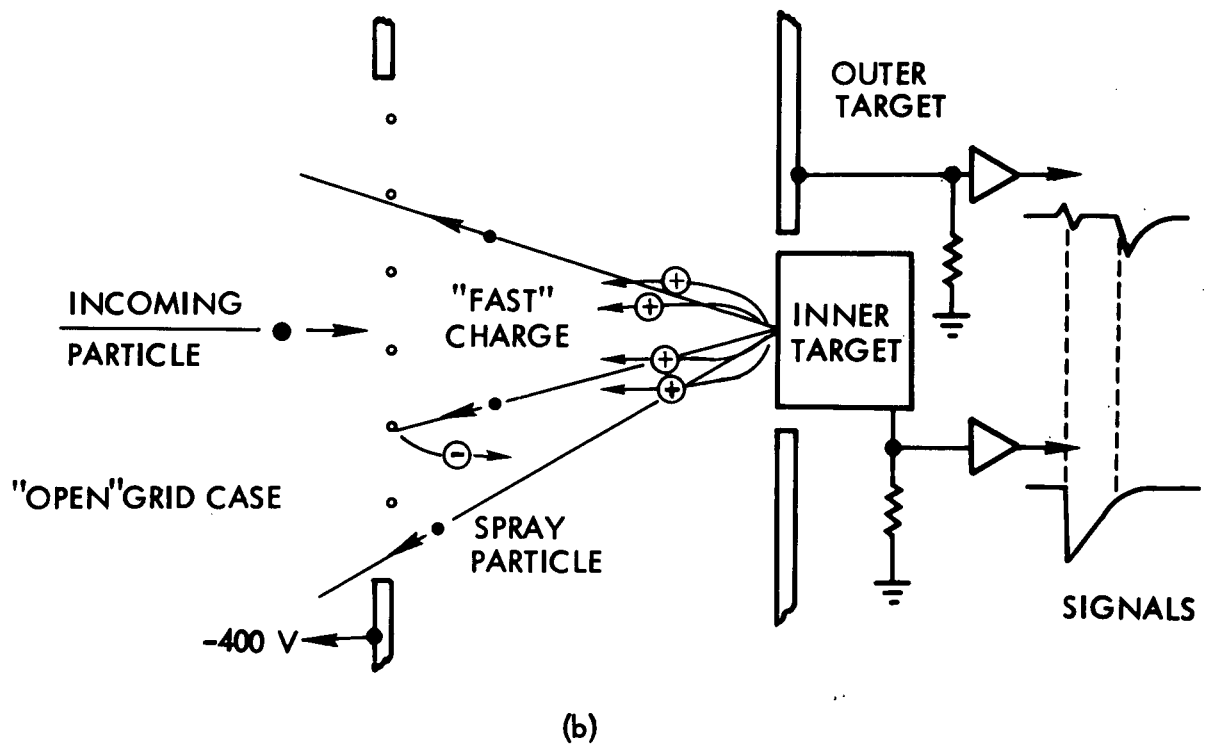 OUTER
TARGET
INCOMING
PARTICLE
"FAST"
CHARGE
+
+
+
+
−
INNER
TARGET
"OPEN"GRID CASE
SPRAY
PARTICLE
−400 V
SIGNALS
(b)